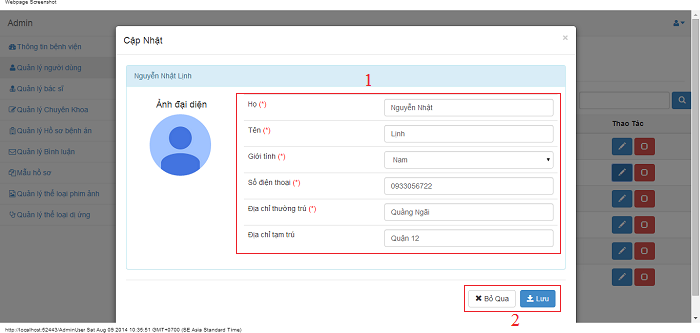 Webpage Screenshot
Admin
Thông tin bệnh viện
Quản lý người dùng
Quản lý bác sĩ
Quản lý Chuyên Khoa
Quản lý Hồ sơ bệnh án
Quản lý Bình luận
Mẫu hồ sơ
Quản lý thể loại phim ảnh
Quản lý thể loại dị ứng
Cập Nhật
×
Nguyễn Nhật Linh
1
Ảnh đại diện
Họ (*) Nguyễn Nhật
Tên (*) Linh
Giới tính (*) Nam
Số điện thoại (*) 0933056722
Địa chỉ thường trú (*) Quảng Ngãi
Địa chỉ tạm trú Quận 12
Bỏ Qua Lưu
2
Thao Tác
http://localhost:52443/AdminUser Sat Aug 09 2014 10:35:51 GMT+0700 (SE Asia Standard Time)